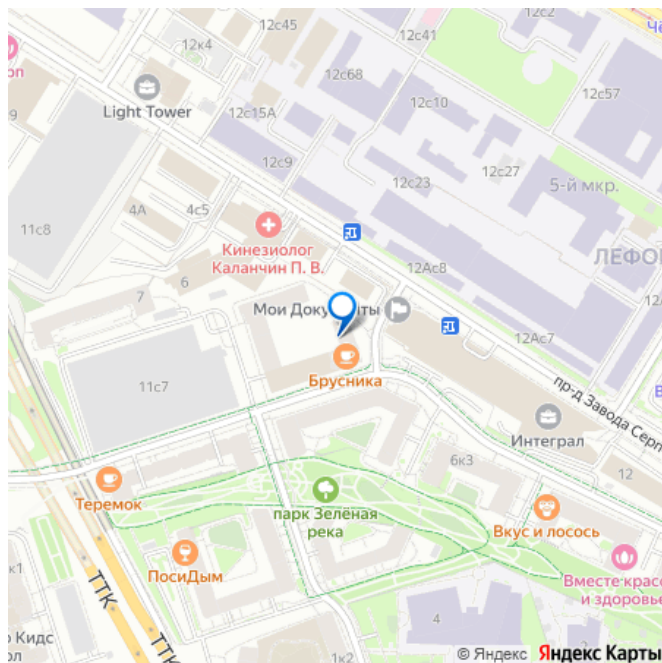 12с2
12с45
12с41
12к4
12с68
12с57
Light Tower
12с15А
12с10
12с9
12с27
12с23
5-й мкр.
4А
4с5
11с8
Кинезиолог
Каланчин П. В.
12Ас8
ЛЕФО
6
7
Мои Доку
ты
12Ас7
Брусника
11с7
пр-д Завода Серп
Интеграл
6к3
12
Теремок
парк Зелёная
река
Вкус и лосось
ПосиДым
Вместе красо
и здоровье
ТТК
4
ТТК
1к2
© Яндекс Яндекс Карты